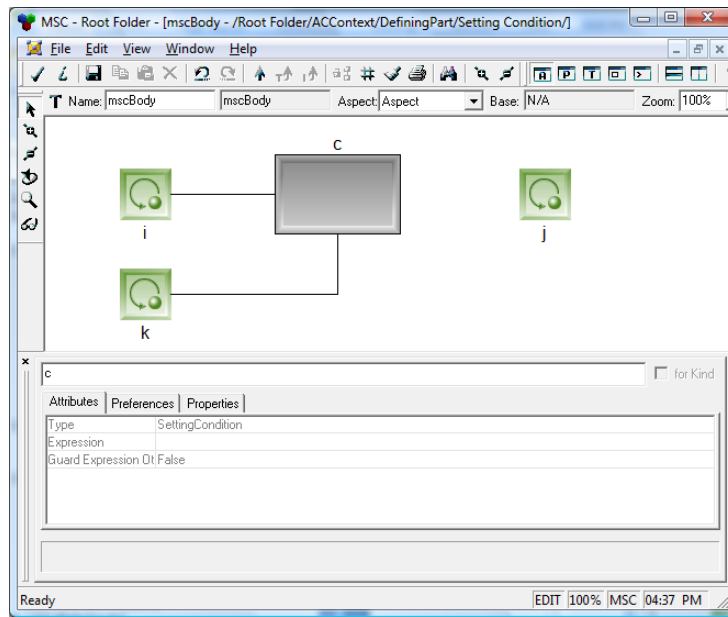 MSC - Root Folder - [mscBody - /Root Folder/ACContext/DefiningPart/Setting Condition/]
File Edit View Window Help
Name: mscBody mscBody Aspect: Aspect Base: N/A Zoom: 100%
c
i
j
k
c
for Kind
Attributes Preferences Properties
Type SettingCondition
Expression
Guard Expression Ot False
Ready EDIT 100% MSC 04:37 PM